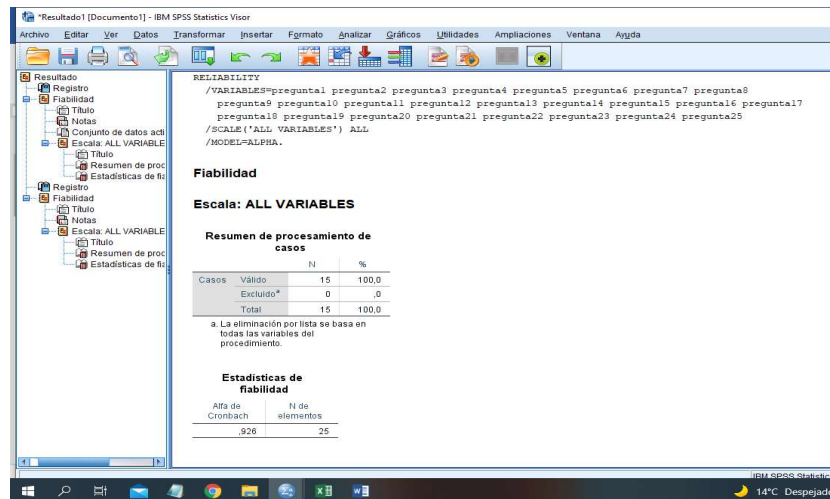 *Resultado1 [Documento1] - IBM SPSS Statistics Visor
Archivo Editar Ver Datos Transformar Insertar Formato Analizar Gráficos Utilidades Ampliaciones Ventana Ayuda
Resultado
Registro
Fiabilidad
Título
Notas
Conjunto de datos acti
Escala: ALL VARIABLE
Título
Resumen de proc
Estadísticas de fia
Registro
Fiabilidad
Título
Notas
Escala: ALL VARIABLE
Título
Resumen de proc
Estadísticas de fia
RELIABILITY
/VARIABLES=pregunta1 pregunta2 pregunta3 pregunta4 pregunta5 pregunta6 pregunta7 pregunta8
pregunta9 pregunta10 pregunta11 pregunta12 pregunta13 pregunta14 pregunta15 pregunta16 pregunta17
pregunta18 pregunta19 pregunta20 pregunta21 pregunta22 pregunta23 pregunta24 pregunta25
/SCALE('ALL VARIABLES') ALL
/MODEL=ALPHA.
Fiabilidad
Escala: ALL VARIABLES
Resumen de procesamiento de
casos
N %
Casos Válido 15 100,0
Excluido a 0 ,0
Total 15 100,0
a. La eliminación por lista se basa en
todas las variables del
procedimiento.
Estadísticas de
fiabilidad
Alfa de
Cronbach
N de
elementos
,926 25
IBM SPSS Statistic
14°C Despejado